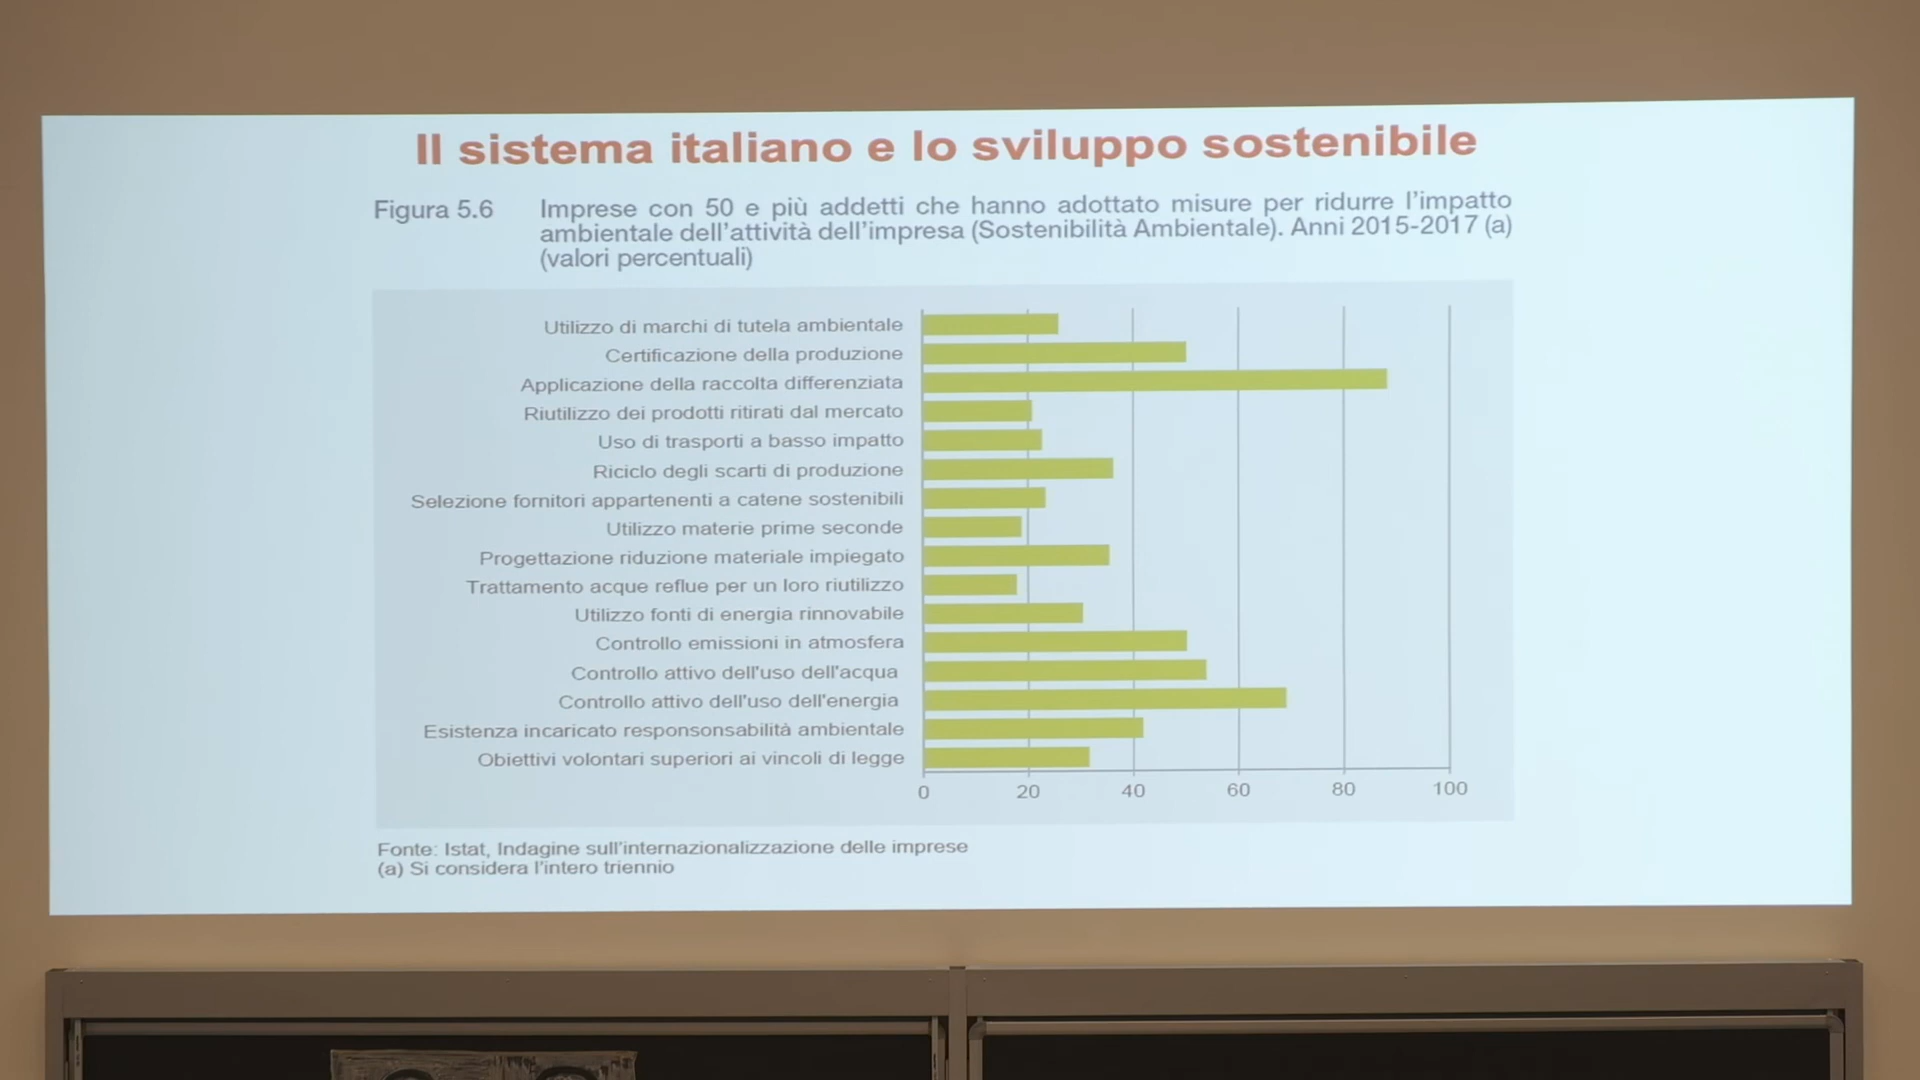 Il sistema italiano e lo sviluppo sostenibile
Figura 5.6
Imprese con 50 e più addetti che hanno adottato misure per ridurre l'impatto
ambientale dell'attività dell'impresa (Sostenibilità Ambientale). Anni 2015-2017 (a)
(valori percentuali)
Utilizzo di marchi di tutela ambientale
Certificazione della produzione
Applicazione della raccolta differenziata
Riutilizzo dei prodotti ritirati dal mercato
Uso di trasporti a basso impatto
Riciclo degli scarti di produzione
Selezione fornitori appartenenti a catene sostenibili
Utilizzo materie prime seconde
Progettazione riduzione materiale impiegato
Trattamento acque reflue per un loro riutilizzo
Utilizzo fonti di energia rinnovabile
Controllo emissioni in atmosfera
Controllo attivo dell'uso dell'acqua
Controllo attivo dell'uso dell'energia
Esistenza incaricato responsonsabilità ambientale
Obiettivi volontari superiori ai vincoli di legge
0 20 40 60 80 100
Fonte: Istat, Indagine sull'internazionalizzazione delle imprese
(a) Si considera l'intero triennio